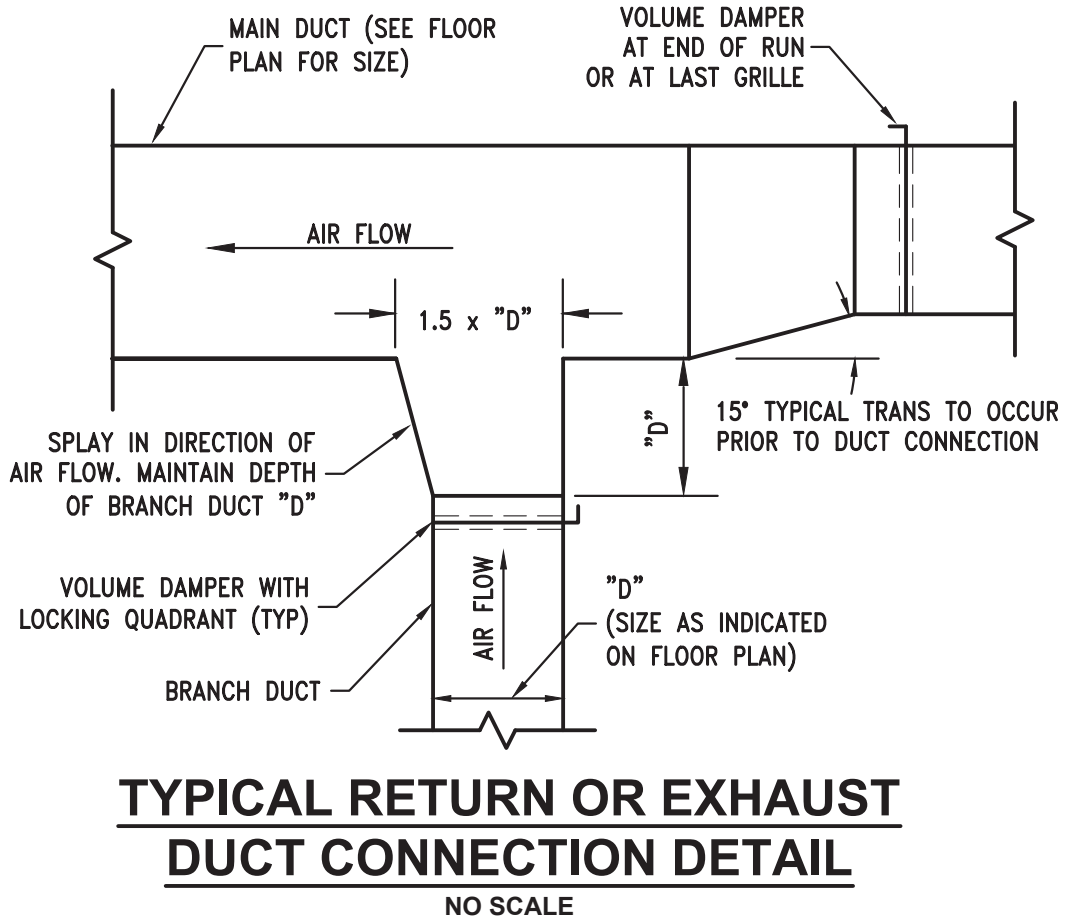 MAIN DUCT (SEE FLOOR
PLAN FOR SIZE)
VOLUME DAMPER
AT END OF RUN
OR AT LAST GRILLE
AIR FLOW
1.5 x "D"
SPLAY IN DIRECTION OF
AIR FLOW. MAINTAIN DEPTH
OF BRANCH DUCT "D"
"D"
15° TYPICAL TRANS TO OCCUR
PRIOR TO DUCT CONNECTION
VOLUME DAMPER WITH
LOCKING QUADRANT (TYP)
AIR FLOW
"D"
(SIZE AS INDICATED
ON FLOOR PLAN)
BRANCH DUCT
TYPICAL RETURN OR EXHAUST
DUCT CONNECTION DETAIL
NO SCALE